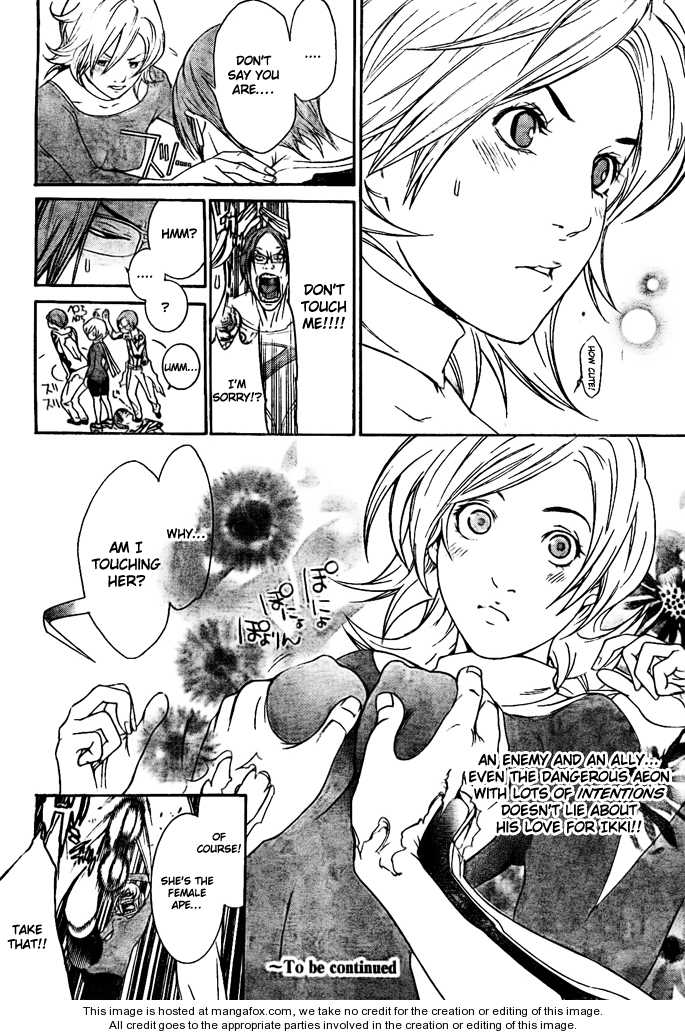 ....
DON'T
SAY YOU
ARE....
ズリ
HOW CUTE!
HMM?
....
?
DON'T
TOUCH
ME!!!!
I'M
SORRY!?
UMM...
ズ
ズ
WHY...
AM I
TOUCHING
HER?
AN ENEMY AND AN ALLY...
EVEN THE DANGEROUS AEON
WITH LOTS OF INTENTIONS
DOESN'T LIE ABOUT
HIS LOVE FOR IKKI!!
OF
COURSE!
SHE'S THE
FEMALE
APE...
TAKE
THAT!!
~To be continued
This image is hosted at mangafox.com, we take no credit for the creation or editing of this image.
All credit goes to the appropriate parties involved in the creation or editing of this image.